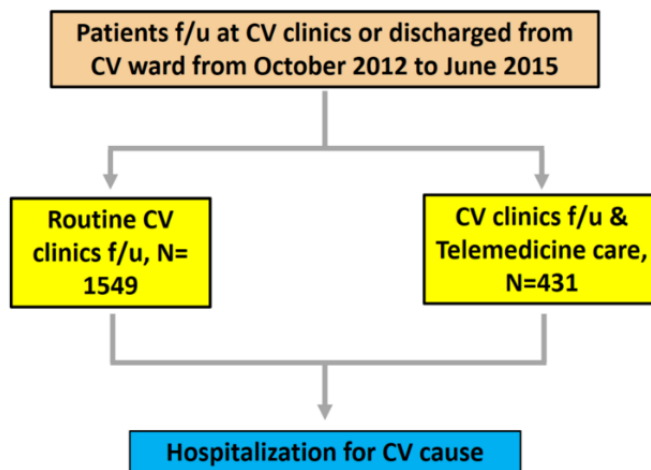 Patients f/u at CV clinics or discharged from
CV ward from October 2012 to June 2015
Routine CV
clinics f/u, N=
1549
CV clinics f/u &
Telemedicine care,
N=431
Hospitalization for CV cause